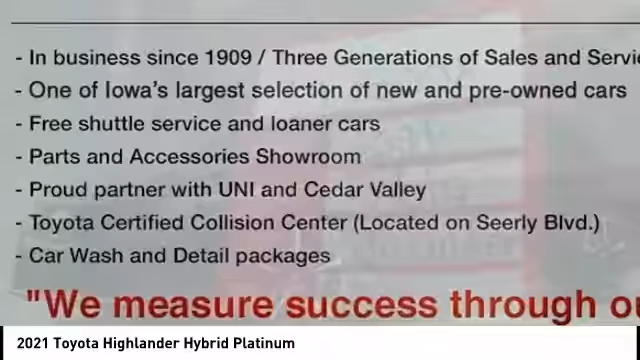 - In business since 1909 / Three Generations of Sales and
- One of Iowa's largest selection of new and pre-owned cars
- Free shuttle service and loaner cars
- Parts and Accessories Showroom
- Proud partner with UNI and Cedar Valley
- Toyota Certified Collision Center (Located on Seerly Blvd.)
- Car Wash and Detail packages
"We measure success through
2021 Toyota Highlander Hybrid Platinum